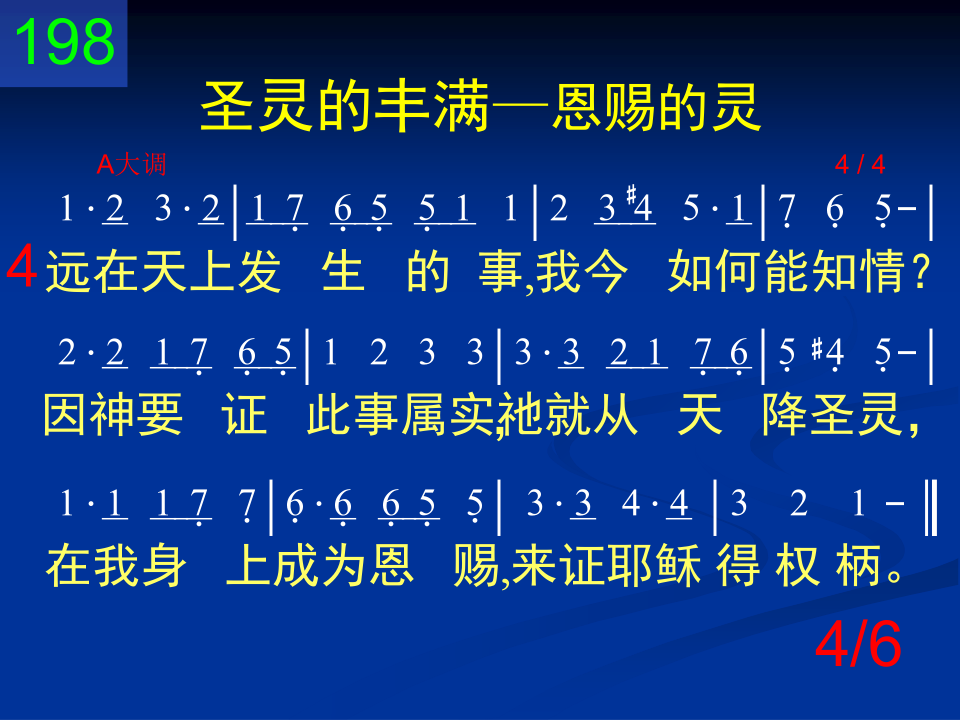 198
圣灵的丰满—恩赐的灵
A大调 4 / 4
1 · 2 3 · 2 | 1 7̣ 6̣ 5̣ 5̣ 1 1 | 2 3 ♯4 5 · 1 | 7̣ 6̣ 5̣ – |
4 远在天上发 生 的 事,我今 如何能知情?
2 · 2 1 7̣ 6̣ 5̣ | 1 2 3 3 | 3 · 3 2 1 7̣ 6̣ | 5̣ ♯4̣ 5̣ – |
因神要 证 此事属实,祂就从 天 降圣灵,
1 · 1 1 7̣ 7̣ | 6̣ · 6̣ 6̣ 5̣ 5̣ | 3 · 3 4 · 4 | 3 2 1 – ‖
在我身 上成为恩 赐,来证耶稣 得 权 柄。
4/6